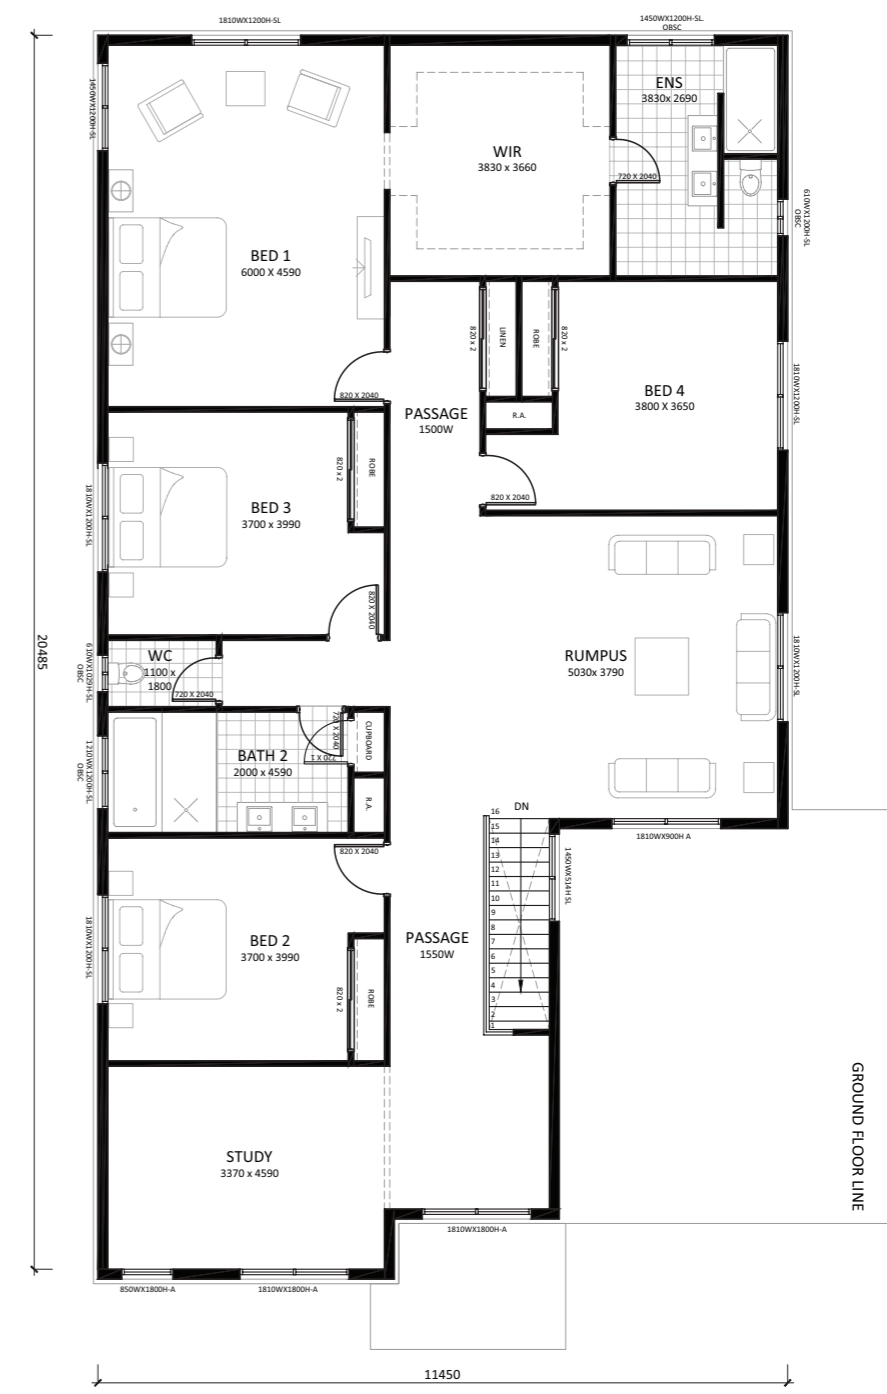 1810WX1200H-SL
1450WX1200H-SL.
OBSC
1450WX1200H-SL
ENS
3830x 2690
WIR
3830 x 3660
720 X 2040
610WX1200H-SL
OBSC
BED 1
6000 X 4590
820 x 2
LINEN
ROBE
820 x 2
1810WX1200H-SL
BED 4
3800 X 3650
820 X 2040
PASSAGE
1500W
R.A.
820 x 2
ROBE
BED 3
3700 x 3990
1810WX1200H-SL
820 X 2040
820 X 2040
20485
WC
1100 x
1800
610WX1029H-SL
OBSC
720 X 2040
RUMPUS
5030x 3790
1810WX1200H-SL
720 X 2040
720 X 1
CUPBOARD
BATH 2
2000 x 4590
1210WX1200H-SL
OBSC
R.A.
DN
16
15
14
13
12
11
10
9
8
7
6
5
4
3
2
1
1810WX900H A
1450WX514H SL
820 X 2040
BED 2
3700 x 3990
1810WX1200H-SL
PASSAGE
1550W
820 x 2
ROBE
GROUND FLOOR LINE
STUDY
3370 x 4590
1810WX1800H-A
850WX1800H-A
1810WX1800H-A
11450